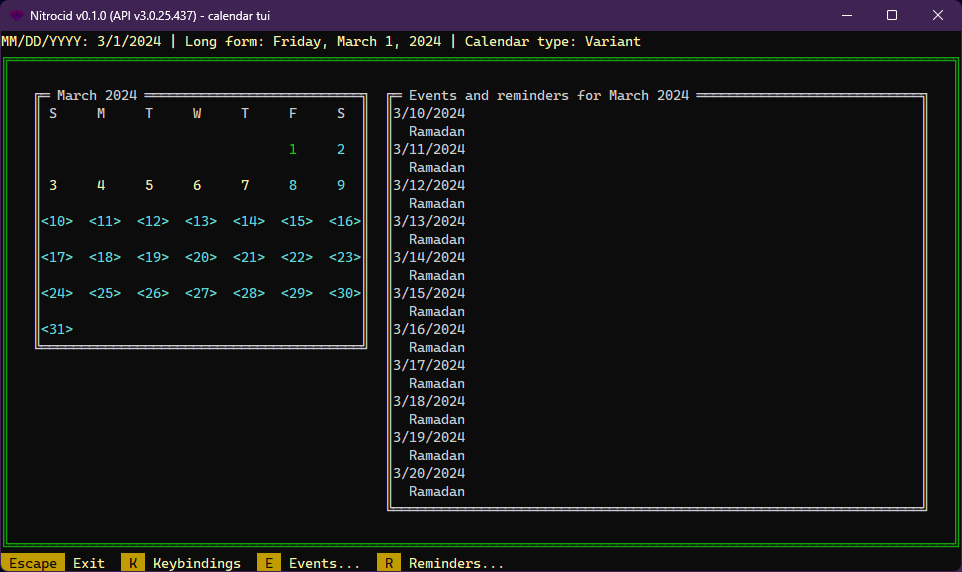 Nitrocid v0.1.0 (API v3.0.25.437) - calendar tui
MM/DD/YYYY: 3/1/2024 | Long form: Friday, March 1, 2024 | Calendar type: Variant
March 2024
S M T W T F S
1 2
3 4 5 6 7 8 9
<10> <11> <12> <13> <14> <15> <16>
<17> <18> <19> <20> <21> <22> <23>
<24> <25> <26> <27> <28> <29> <30>
<31>
Events and reminders for March 2024
3/10/2024
Ramadan
3/11/2024
Ramadan
3/12/2024
Ramadan
3/13/2024
Ramadan
3/14/2024
Ramadan
3/15/2024
Ramadan
3/16/2024
Ramadan
3/17/2024
Ramadan
3/18/2024
Ramadan
3/19/2024
Ramadan
3/20/2024
Ramadan
Escape Exit K Keybindings E Events... R Reminders...